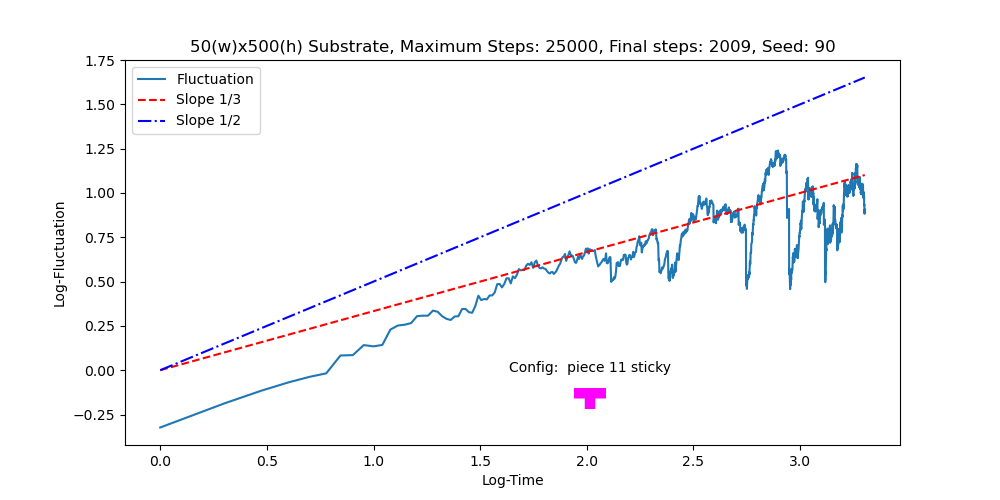 50(w)x500(h) Substrate, Maximum Steps: 25000, Final steps: 2009, Seed: 90
Fluctuation
Slope 1/3
Slope 1/2
1.75
1.50
1.25
1.00
0.75
0.50
0.25
0.00
−0.25
Log-Fluctuation
Config:  piece 11 sticky
0.0
0.5
1.0
1.5
2.0
2.5
3.0
Log-Time